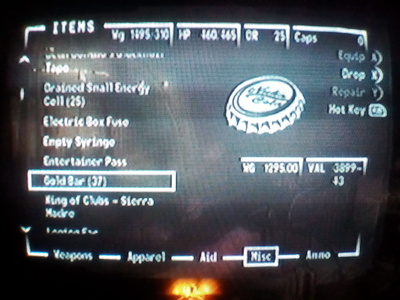 ITEMS
Wg 1495/310 HP 460/465 DR 25 Caps 0
Tape
Drained Small Energy
Cell (25)
Electric Box Fuse
Empty Syringe
Entertainer Pass
Gold Bar (37)
King of Clubs - Sierra
Madre
Equip
Drop X)
Repair Y)
Hot Key
Nuka
Cola
WG 1295.00 VAL -3899-
43
Weapons Apparel Aid Misc Ammo